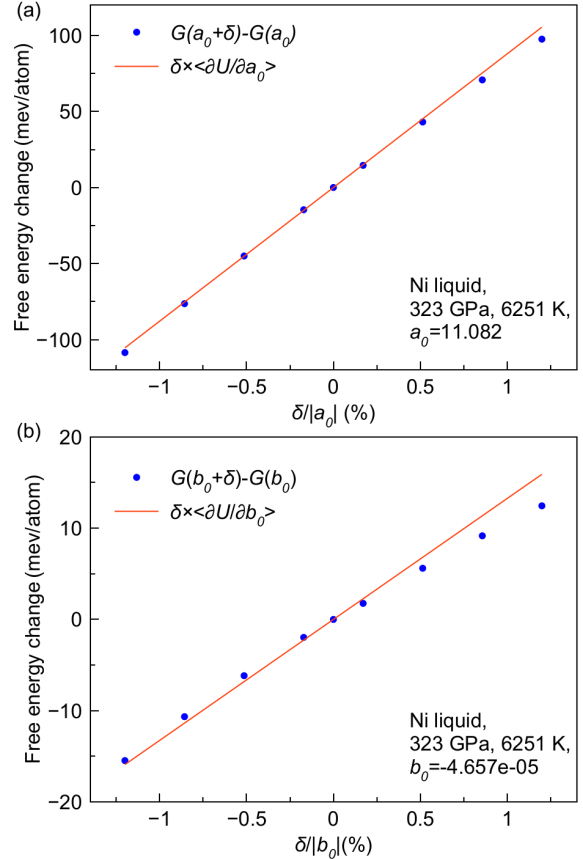 (a)
G(a₀+δ)-G(a₀)
δ×<∂U/∂a₀>
Free energy change (mev/atom)
100
50
0
−50
−100
Ni liquid,
323 GPa, 6251 K,
a₀=11.082
−1
−0.5
0
0.5
1
δ/|a₀| (%)
(b)
G(b₀+δ)-G(b₀)
δ×<∂U/∂b₀>
Free energy change (mev/atom)
20
10
0
−10
−20
Ni liquid,
323 GPa, 6251 K,
b₀=-4.657e-05
−1
−0.5
0
0.5
1
δ/|b₀|(%)